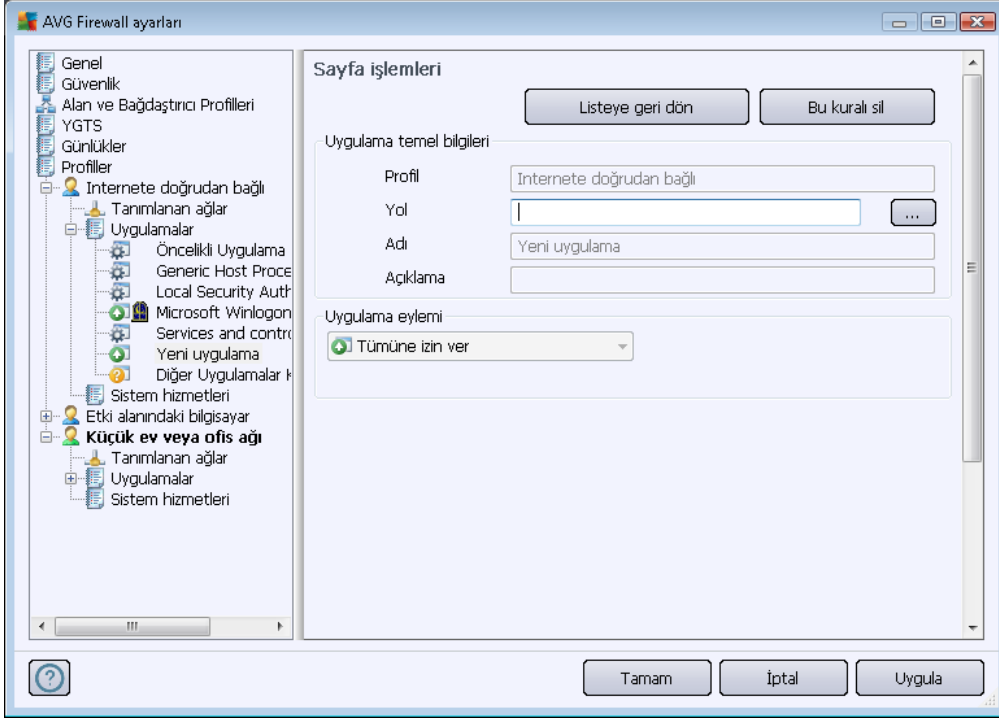 AVG Firewall ayarları
Genel
Güvenlik
Alan ve Bağdaştırıcı Profilleri
YGTS
Günlükler
Profiller
Internete doğrudan bağlı
Tanımlanan ağlar
Uygulamalar
Öncelikli Uygulama
Generic Host Proce
Local Security Auth
Microsoft Winlogon
Services and contro
Yeni uygulama
Diğer Uygulamalar K
Sistem hizmetleri
Etki alanındaki bilgisayar
Küçük ev veya ofis ağı
Tanımlanan ağlar
Uygulamalar
Sistem hizmetleri
Sayfa işlemleri
Listeye geri dön
Bu kuralı sil
Uygulama temel bilgileri
Profil
Internete doğrudan bağlı
Yol
...
Adı
Yeni uygulama
Açıklama
Uygulama eylemi
Tümüne izin ver
Tamam
İptal
Uygula